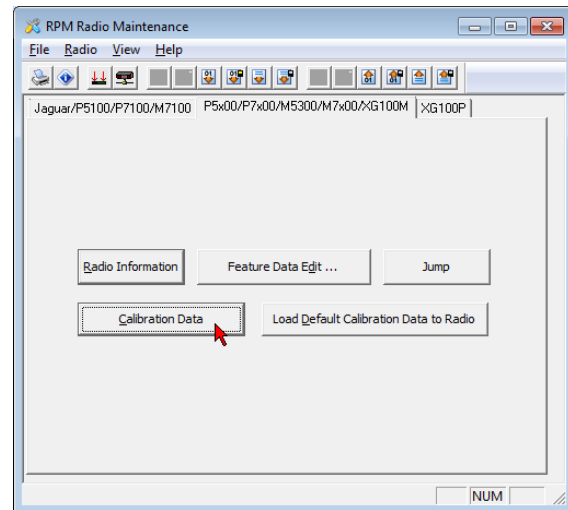 RPM Radio Maintenance
File Radio View Help
Jaguar/P5100/P7100/M7100 P5x00/P7x00/M5300/M7x00/XG100M XG100P
Radio Information Feature Data Edit ... Jump
Calibration Data Load Default Calibration Data to Radio
NUM